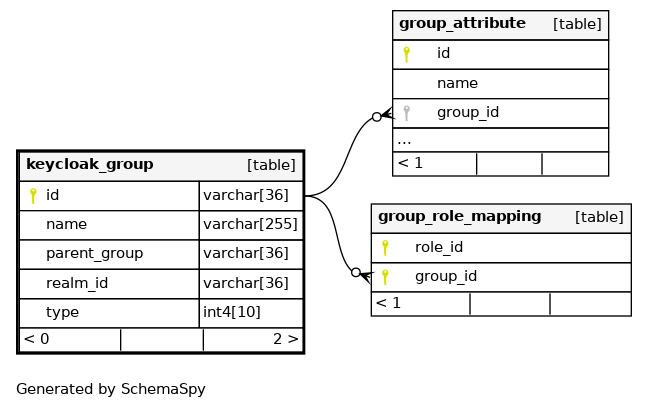 group_attribute [table]
id
name
group_id
...
< 1
keycloak_group [table]
id varchar[36]
name varchar[255]
parent_group varchar[36]
realm_id varchar[36]
type int4[10]
< 0 2 >
group_role_mapping [table]
role_id
group_id
< 1
Generated by SchemaSpy